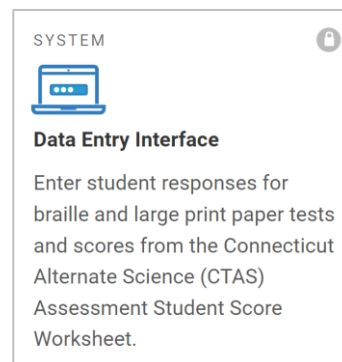 SYSTEM
Data Entry Interface
Enter student responses for
braille and large print paper tests
and scores from the Connecticut
Alternate Science (CTAS)
Assessment Student Score
Worksheet.